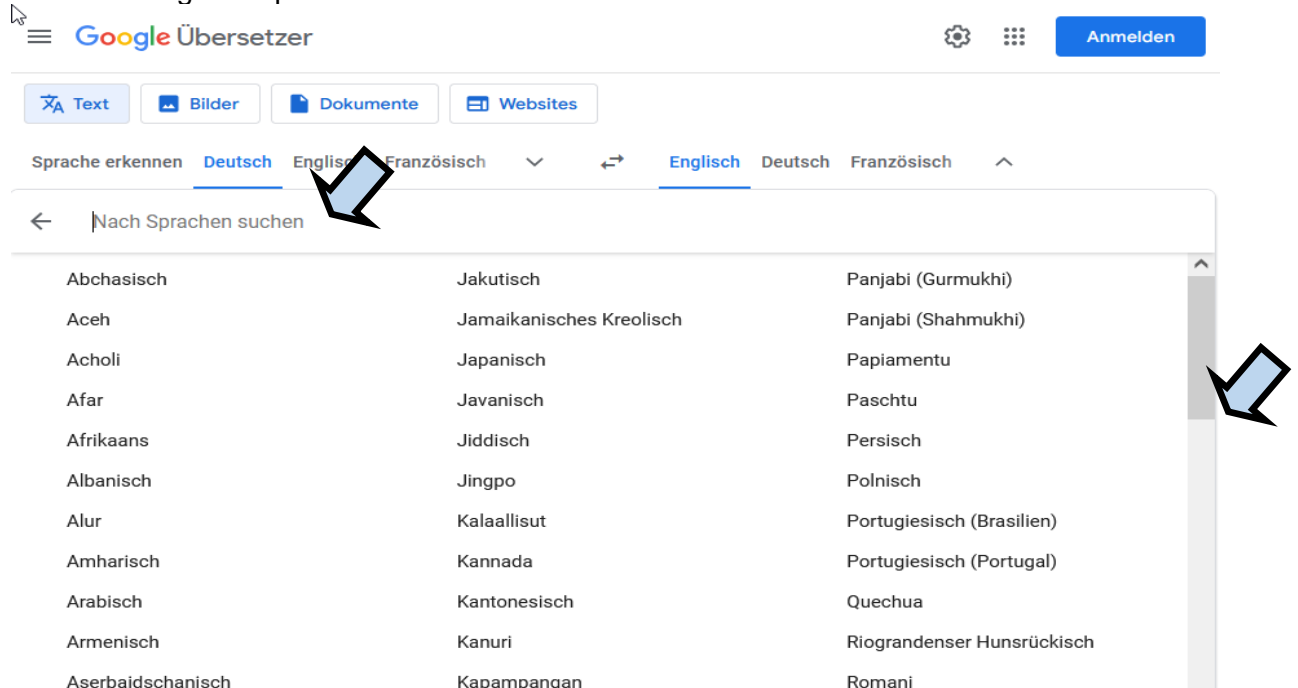 Google Übersetzer
Anmelden
Text Bilder Dokumente Websites
Sprache erkennen Deutsch Englisch Französisch Englisch Deutsch Französisch
Nach Sprachen suchen
Abchasisch Jakutisch Panjabi (Gurmukhi)
Aceh Jamaikanisches Kreolisch Panjabi (Shahmukhi)
Acholi Japanisch Papiamentu
Afar Javanisch Paschtu
Afrikaans Jiddisch Persisch
Albanisch Jingpo Polnisch
Alur Kalaallisut Portugiesisch (Brasilien)
Amharisch Kannada Portugiesisch (Portugal)
Arabisch Kantonesisch Quechua
Armenisch Kanuri Riograndenser Hunsrückisch
Aserbaidschanisch Kapampangan Romani